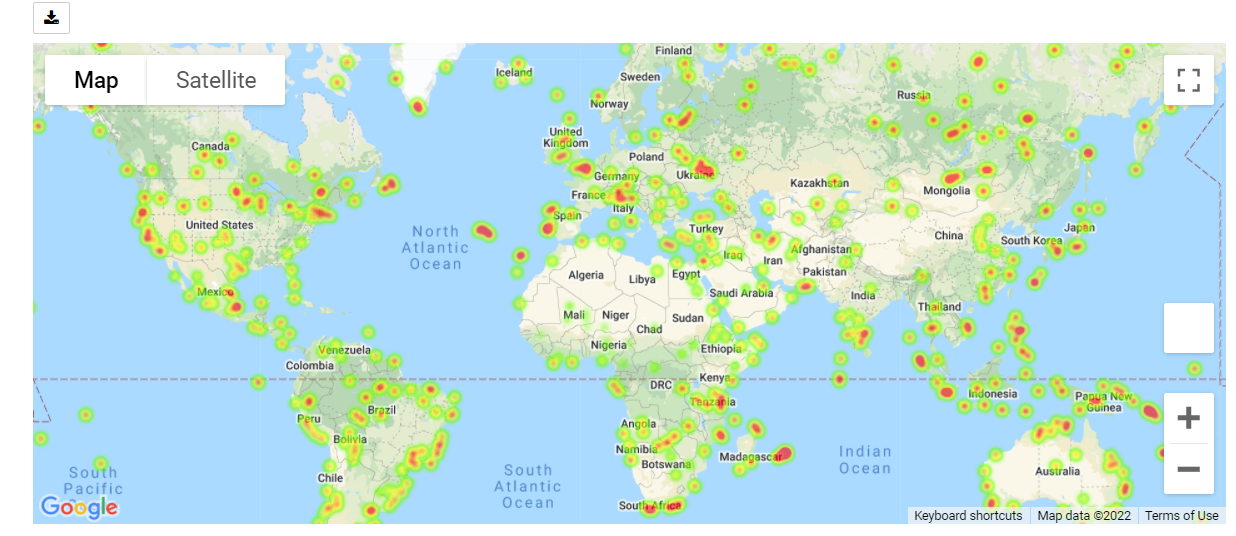 Map
Satellite
Finland
Iceland
Sweden
Norway
Russia
Canada
United
Kingdom
Poland
Germany
Ukraine
Kazakhstan
Mongolia
France
Italy
Spain
United States
Turkey
China
South Korea
Japan
North
Atlantic
Ocean
Afghanistan
Iraq
Iran
Algeria
Libya
Egypt
Pakistan
Mexico
Saudi Arabia
India
Thailand
Mali
Niger
Sudan
Chad
Nigeria
Ethiopia
Venezuela
Colombia
Kenya
DRC
Indonesia
Papua New
Guinea
Tanzania
Brazil
Peru
Angola
Bolivia
Namibia
Madagascar
Botswana
Indian
Ocean
South
Pacific
Chile
South
Atlantic
Ocean
Australia
South Africa
Google
Keyboard shortcuts
Map data ©2022
Terms of Use